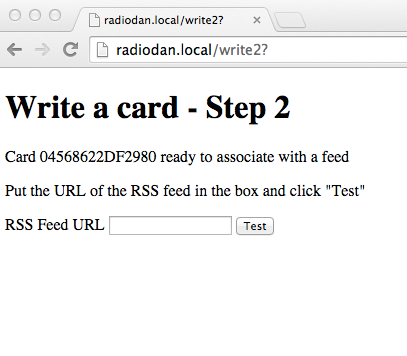 radiodan.local/write2?
radiodan.local/write2?
Write a card - Step 2
Card 04568622DF2980 ready to associate with a feed
Put the URL of the RSS feed in the box and click "Test"
RSS Feed URL Test